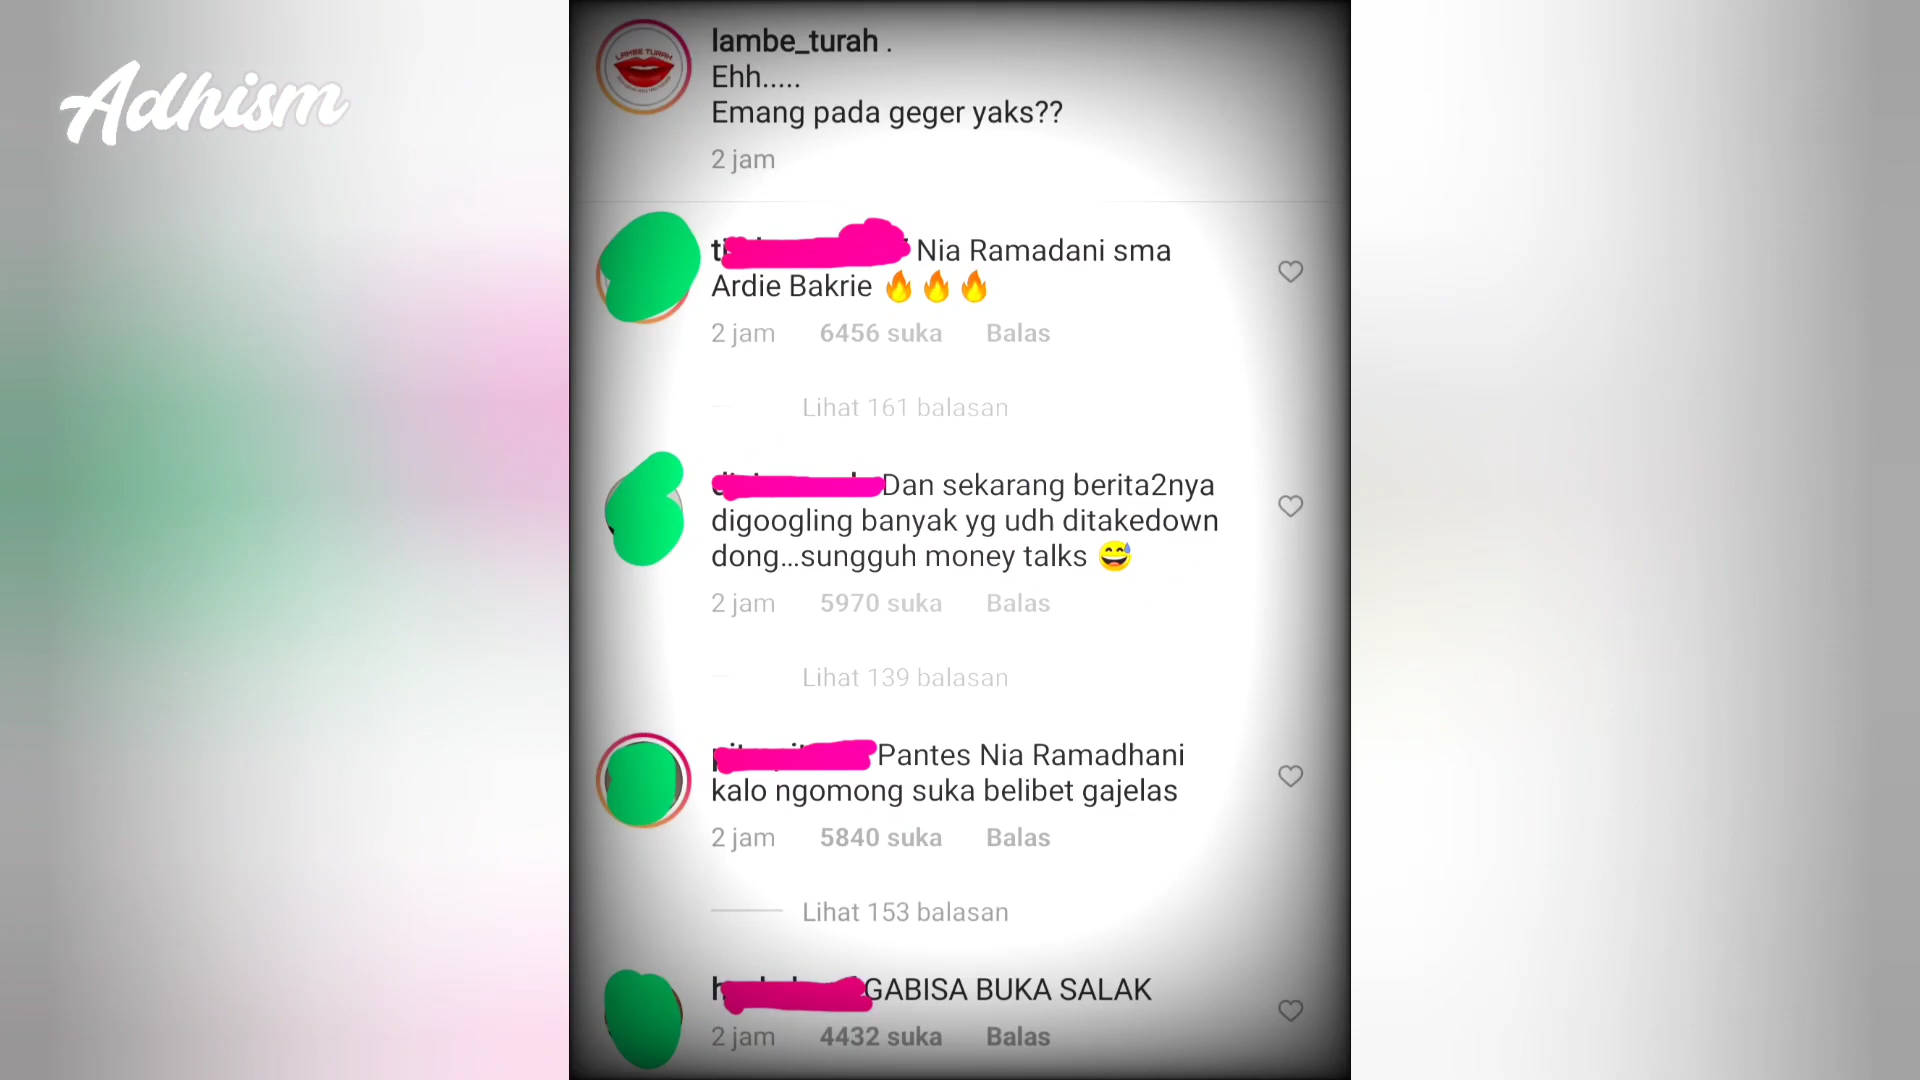 Adhism
lambe_turah .
Ehh.....
Emang pada geger yaks??
2 jam
LAMBE TURAH
Nia Ramadani sma
Ardie Bakrie 🔥🔥🔥
2 jam 6456 suka Balas
Lihat 161 balasan
Dan sekarang berita2nya
digoogling banyak yg udh ditakedown
dong...sungguh money talks 😅
2 jam 5970 suka Balas
Lihat 139 balasan
Pantes Nia Ramadhani
kalo ngomong suka belibet gajelas
2 jam 5840 suka Balas
Lihat 153 balasan
GABISA BUKA SALAK
2 jam 4432 suka Balas